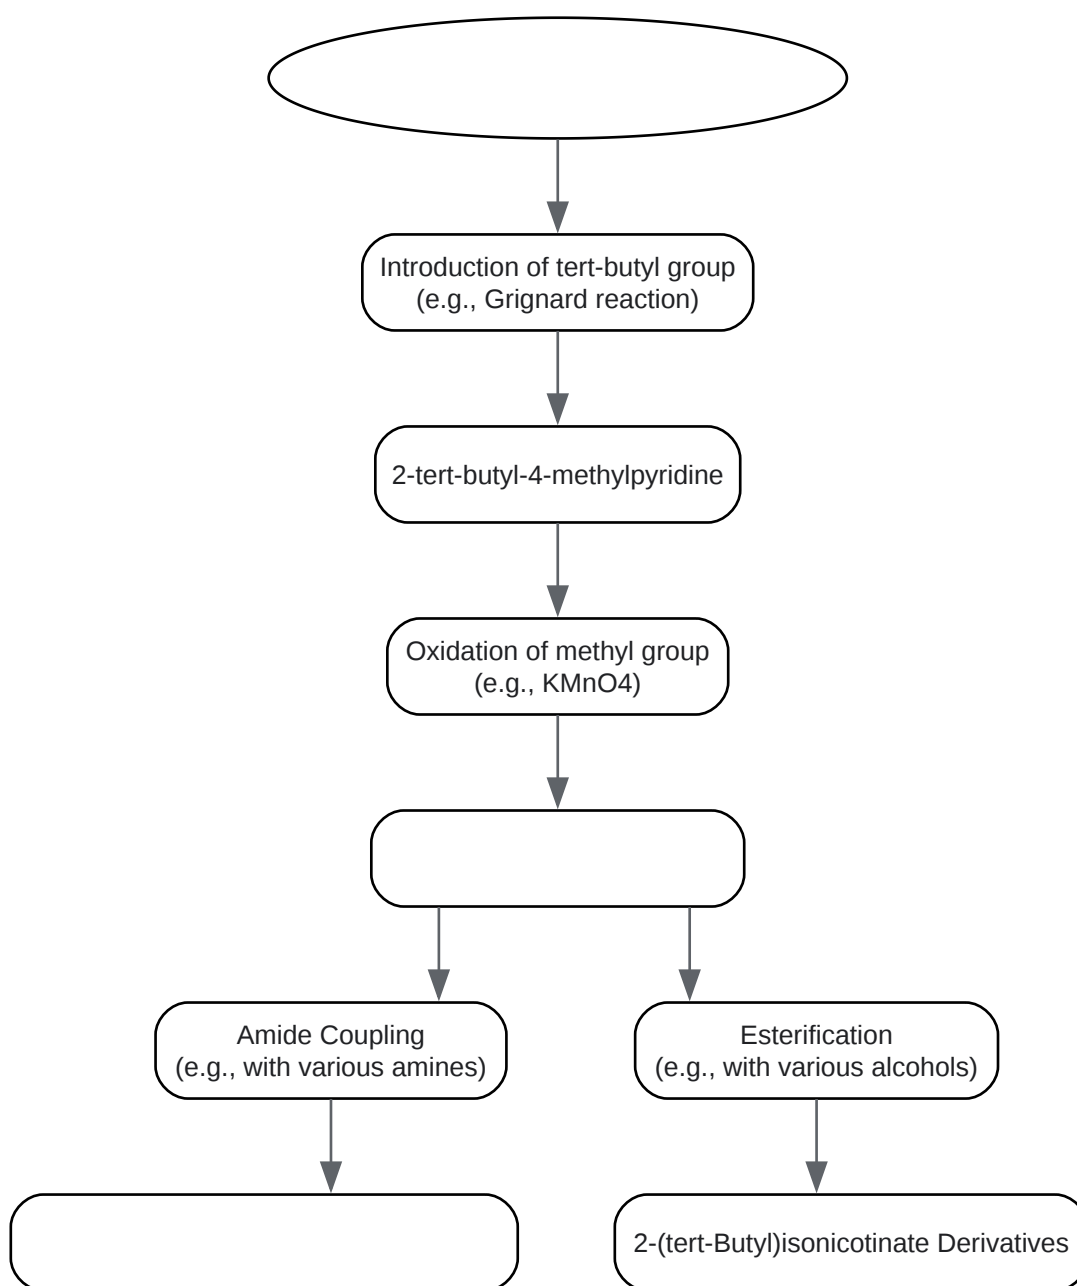 Introduction of tert-butyl group
(e.g., Grignard reaction)
2-tert-butyl-4-methylpyridine
Oxidation of methyl group
(e.g., KMnO4)
Amide Coupling
(e.g., with various amines)
Esterification
(e.g., with various alcohols)
2-(tert-Butyl)isonicotinate Derivatives